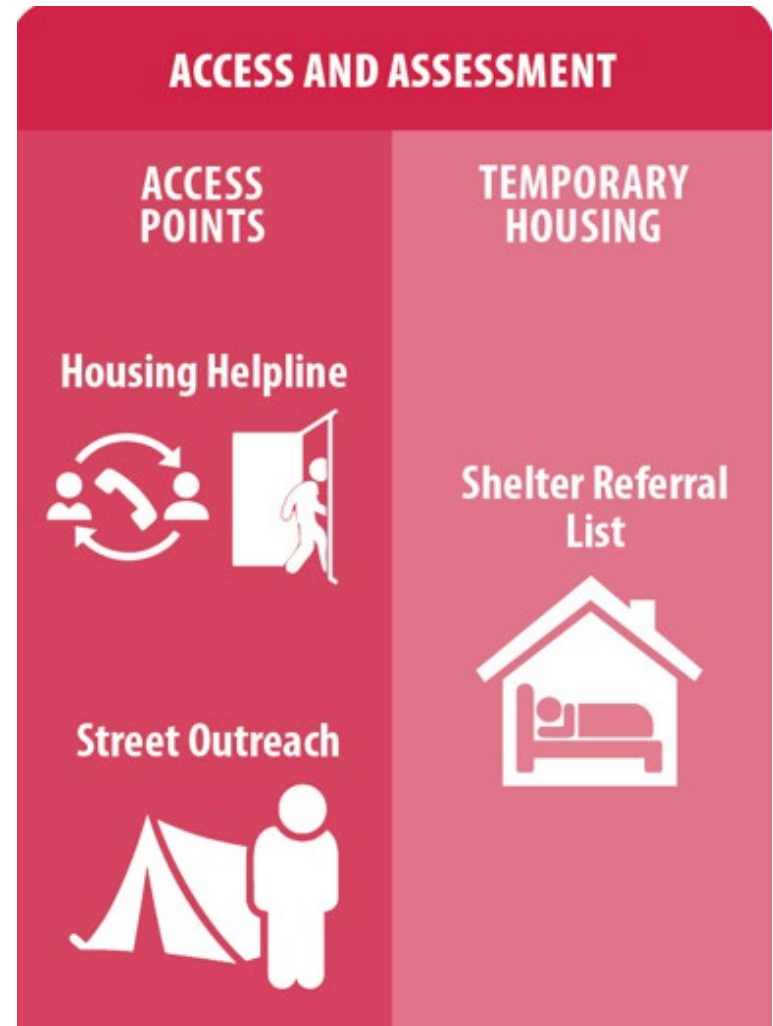 ACCESS AND ASSESSMENT
ACCESS
POINTS
Housing Helpline
Street Outreach
TEMPORARY
HOUSING
Shelter Referral
List